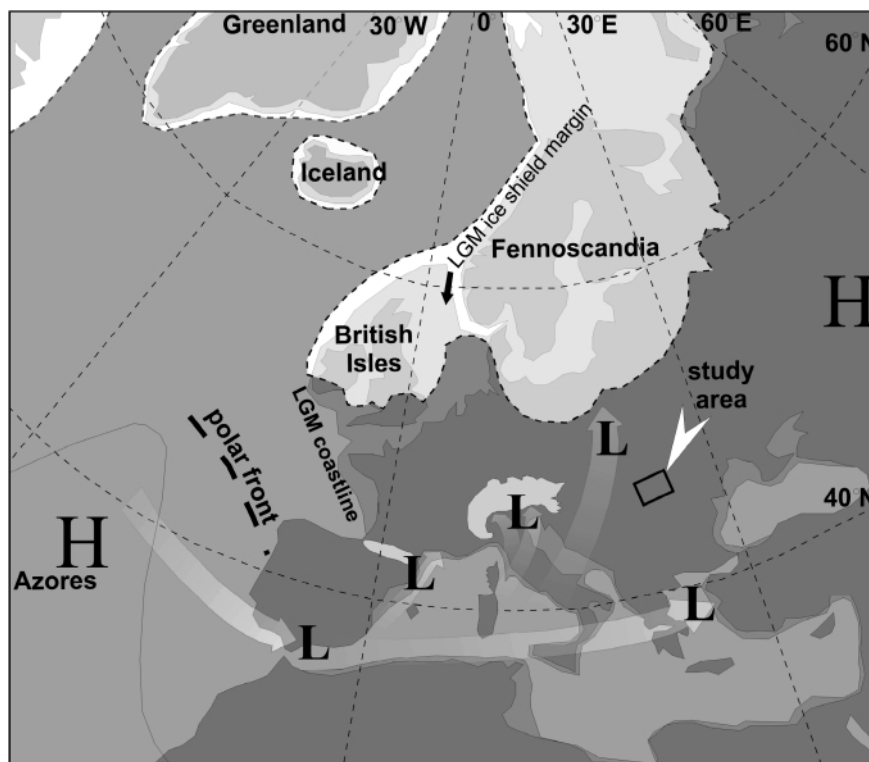 Greenland
30 W
0°
30 E
60 E
60 N
Iceland
LGM ice shield margin
Fennoscandia
H
British
Isles
study
area
LGM coastline
polar front
L
L
40 N
H
Azores
L
L
L